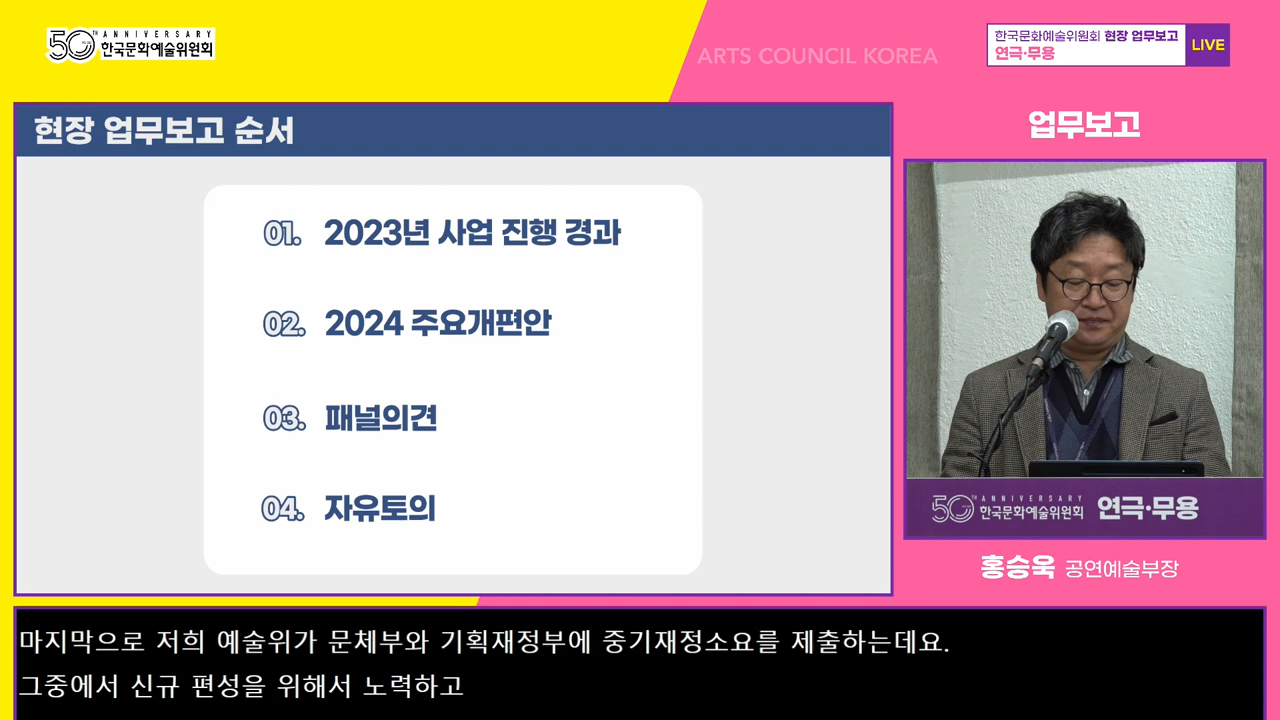 50TH ANNIVERSARY
한국문화예술위원회
ARTS COUNCIL KOREA
한국문화예술위원회 현장 업무보고
연극·무용
LIVE
현장 업무보고 순서
01. 2023년 사업 진행 경과
02. 2024 주요개편안
03. 패널의견
04. 자유토의
업무보고
50TH ANNIVERSARY
한국문화예술위원회
연극·무용
홍승욱 공연예술부장
마지막으로 저희 예술위가 문체부와 기획재정부에 중기재정소요를 제출하는데요.
그중에서 신규 편성을 위해서 노력하고